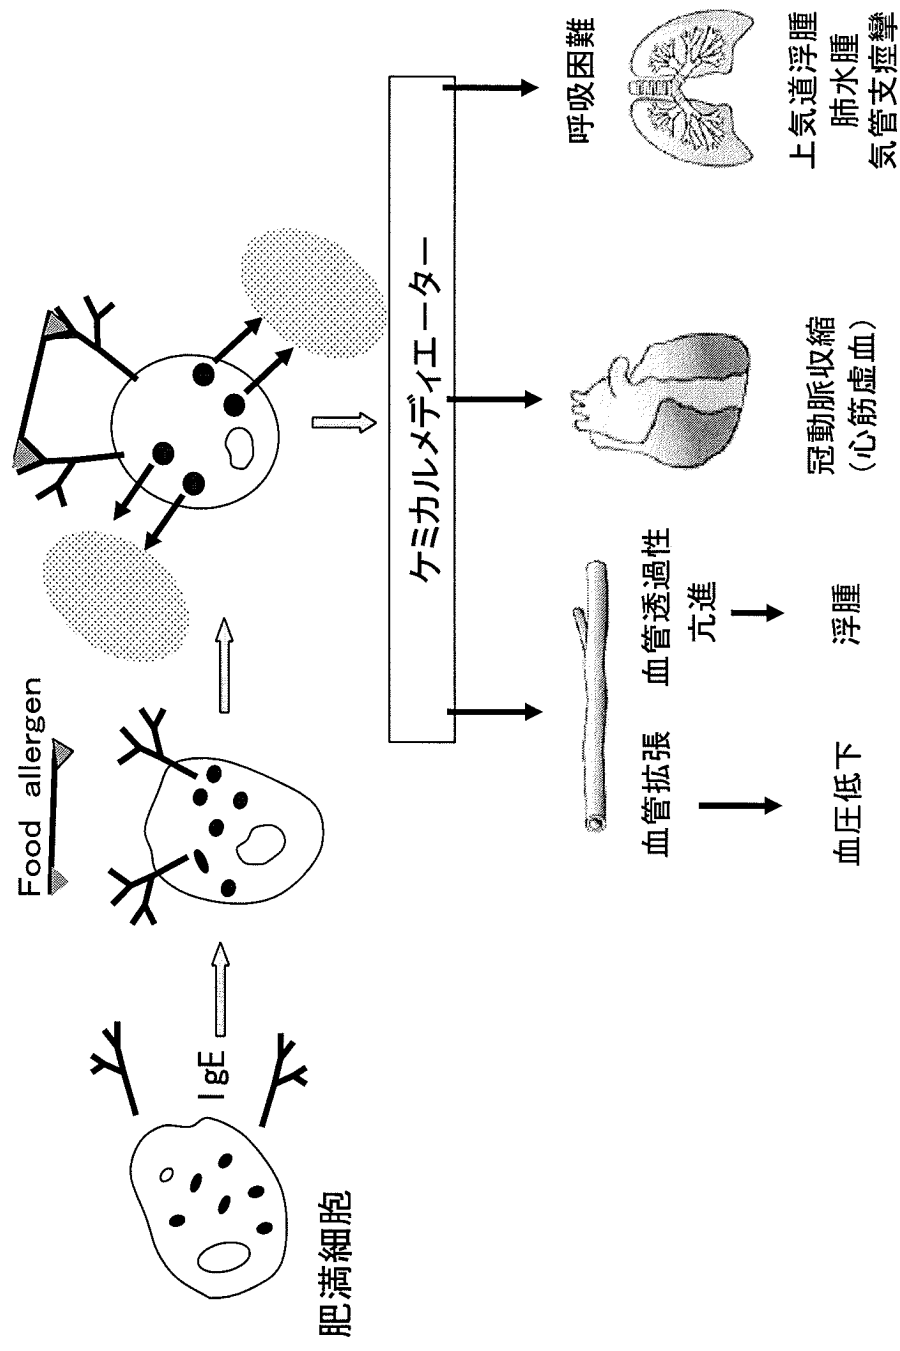 Food allergen
IgE
肥満細胞
ケミカルメディエーター
血管拡張
血圧低下
血管透過性
亢進
浮腫
冠動脈収縮
（心筋虚血）
呼吸困難
上気道浮腫
肺水腫
気管支痙攣